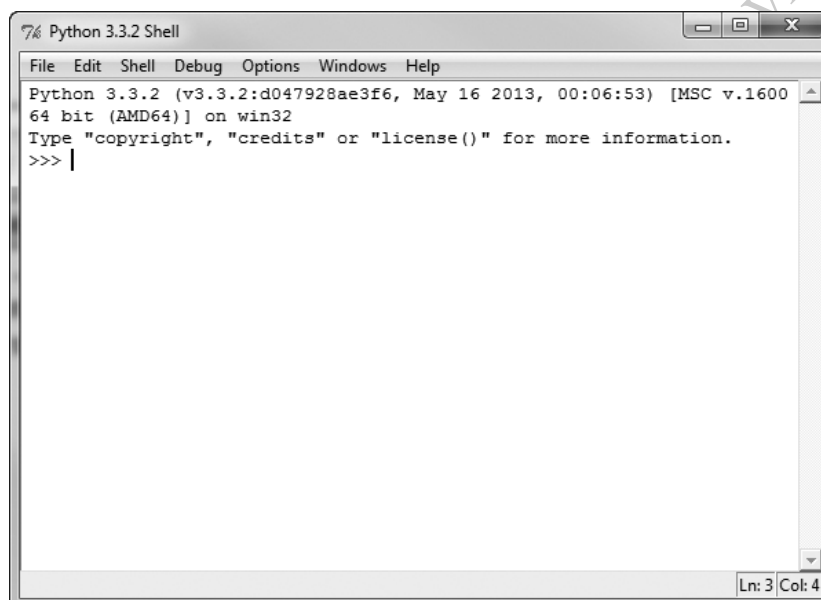 Python 3.3.2 Shell
File Edit Shell Debug Options Windows Help
Python 3.3.2 (v3.3.2:d047928ae3f6, May 16 2013, 00:06:53) [MSC v.1600
64 bit (AMD64)] on win32
Type "copyright", "credits" or "license()" for more information.
>>>
Ln: 3 Col: 4